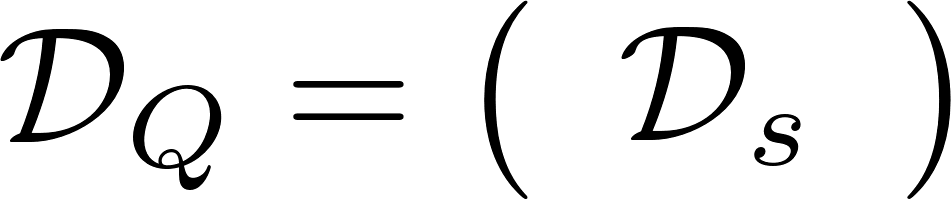 𝒟_Q = ( 𝒟_s )